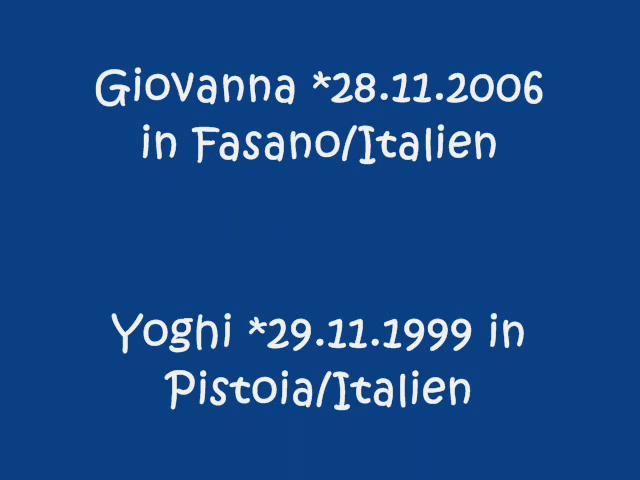 Giovanna *28.11.2006
in Fasano/Italien
Yoghi *29.11.1999 in
Pistoia/Italien